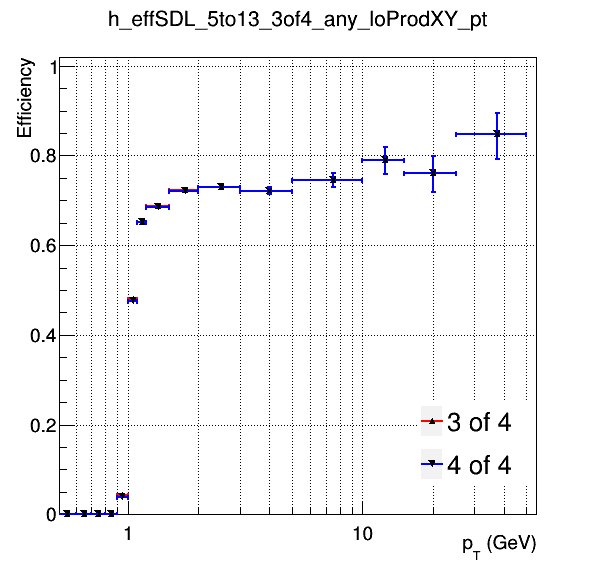 h_effSDL_5to13_3of4_any_loProdXY_pt
Efficiency
1
0.8
0.6
0.4
0.2
0
3 of 4
4 of 4
1
10
p_T (GeV)